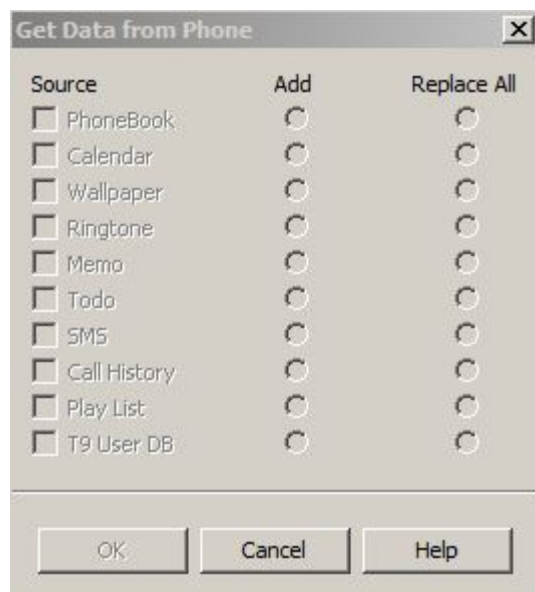 Get Data from Phone
Source Add Replace All
PhoneBook
Calendar
Wallpaper
Ringtone
Memo
Todo
SMS
Call History
Play List
T9 User DB
OK Cancel Help